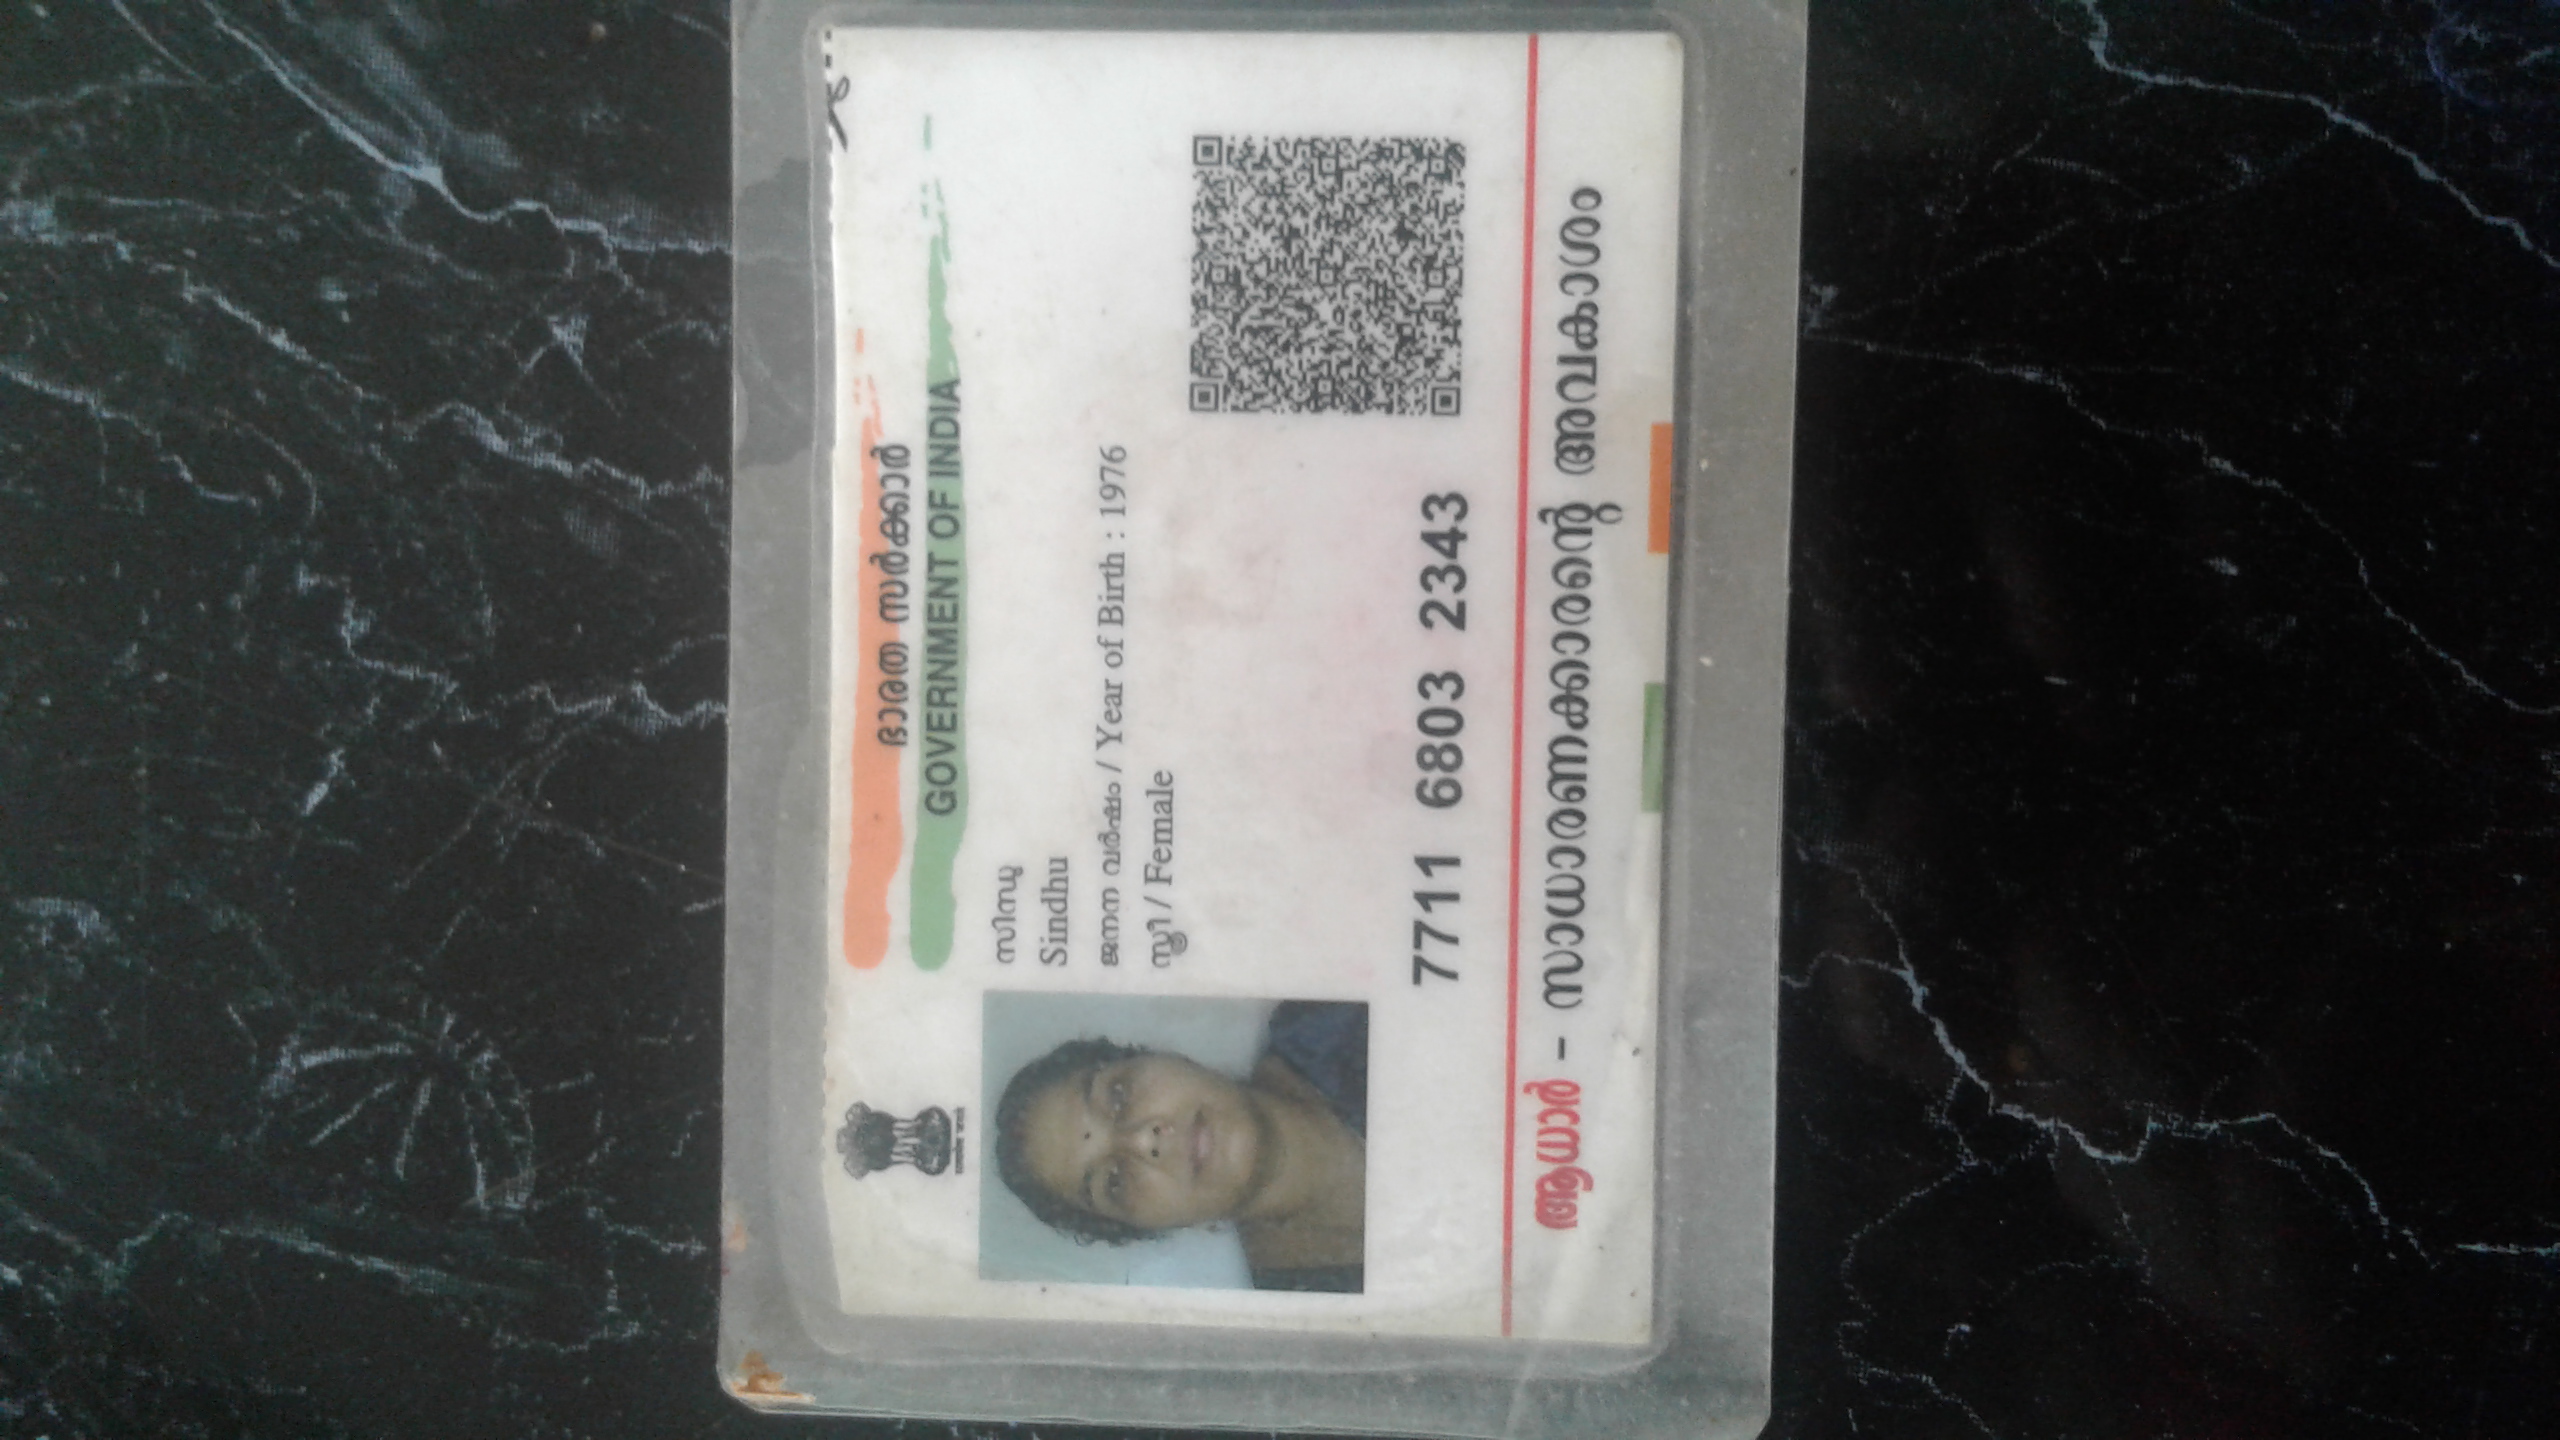 ഭാരത സർക്കാർ
GOVERNMENT OF INDIA
സിന്ധു
Sindhu
ജനന വർഷം / Year of Birth : 1976
സ്ത്രീ / Female
7711 6803 2343
ആധാർ - സാധാരണക്കാരന്റെ അവകാശം